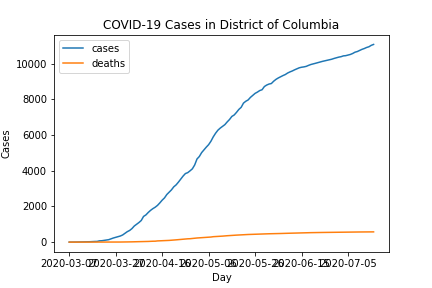 COVID-19 Cases in District of Columbia
cases
deaths
10000
8000
6000
4000
2000
0
Cases
2020-03-07 2020-03-27 2020-04-16 2020-05-06 2020-05-26 2020-06-15 2020-07-05
Day